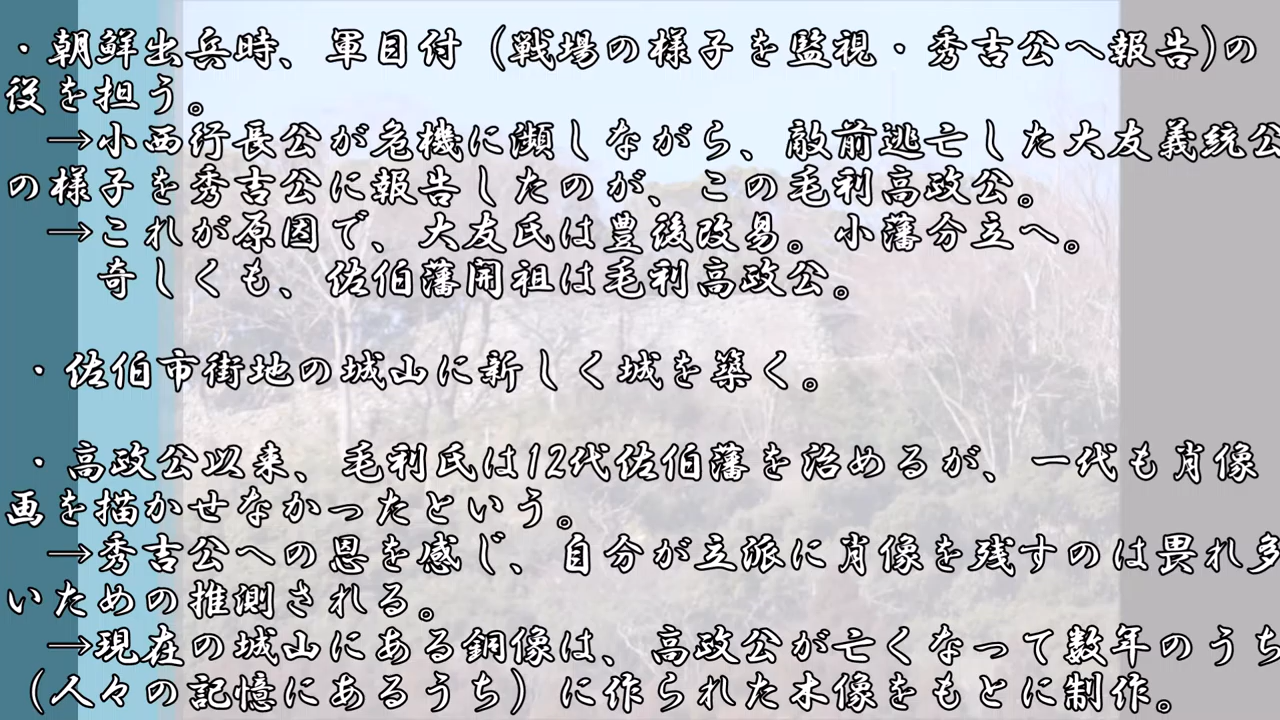 ・朝鮮出兵時、軍目付（戦場の様子を監視・秀吉公へ報告)の
役を担う。
→小西行長公が危機に瀕しながら、敵前逃亡した大友義統公
の様子を秀吉公に報告したのが、この毛利高政公。
→これが原因で、大友氏は豊後改易。小藩分立へ。
奇しくも、佐伯藩開祖は毛利高政公。
・佐伯市街地の城山に新しく城を築く。
・高政公以来、毛利氏は12代佐伯藩を治めるが、一代も肖像
画を描かせなかったという。
→秀吉公への恩を感じ、自分が立派に肖像を残すのは畏れ多
いための推測される。
→現在の城山にある銅像は、高政公が亡くなって数年のうち
（人々の記憶にあるうち）に作られた木像をもとに制作。